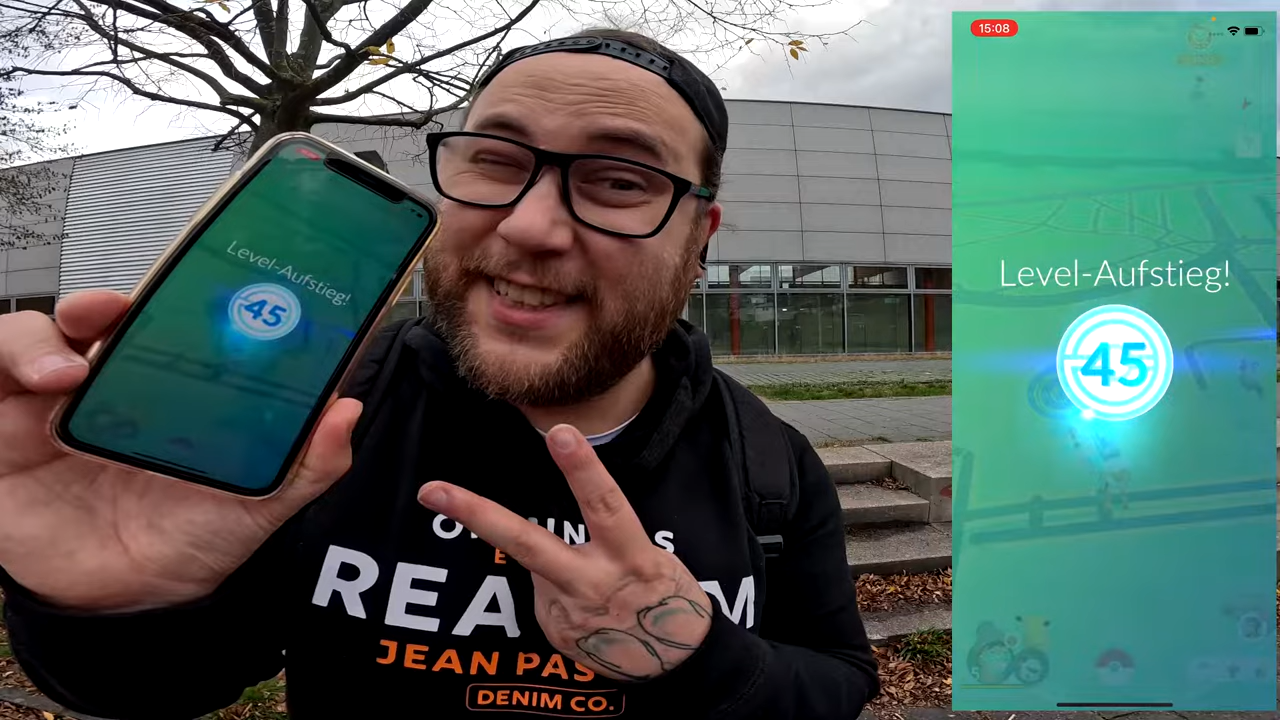 Level-Aufstieg!
45
REA
JEAN PAS
DENIM CO.
15:08
Level-Aufstieg!
45